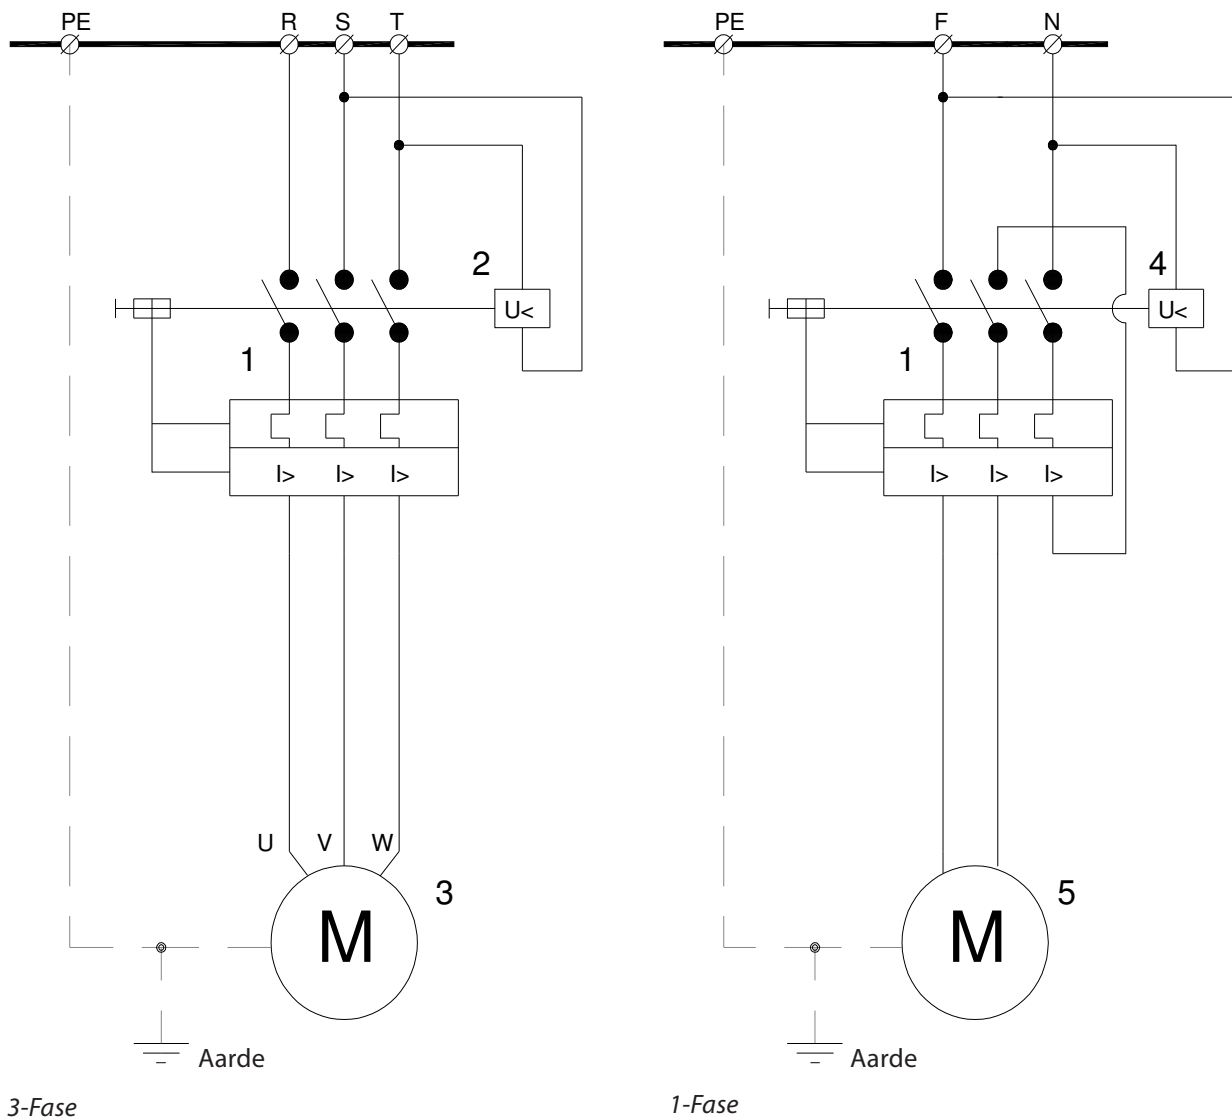 PE R S T
2
U<
1
I> I> I>
U V W
3
M
Aarde
3-Fase
PE F N
4
U<
1
I> I> I>
5
M
Aarde
1-Fase